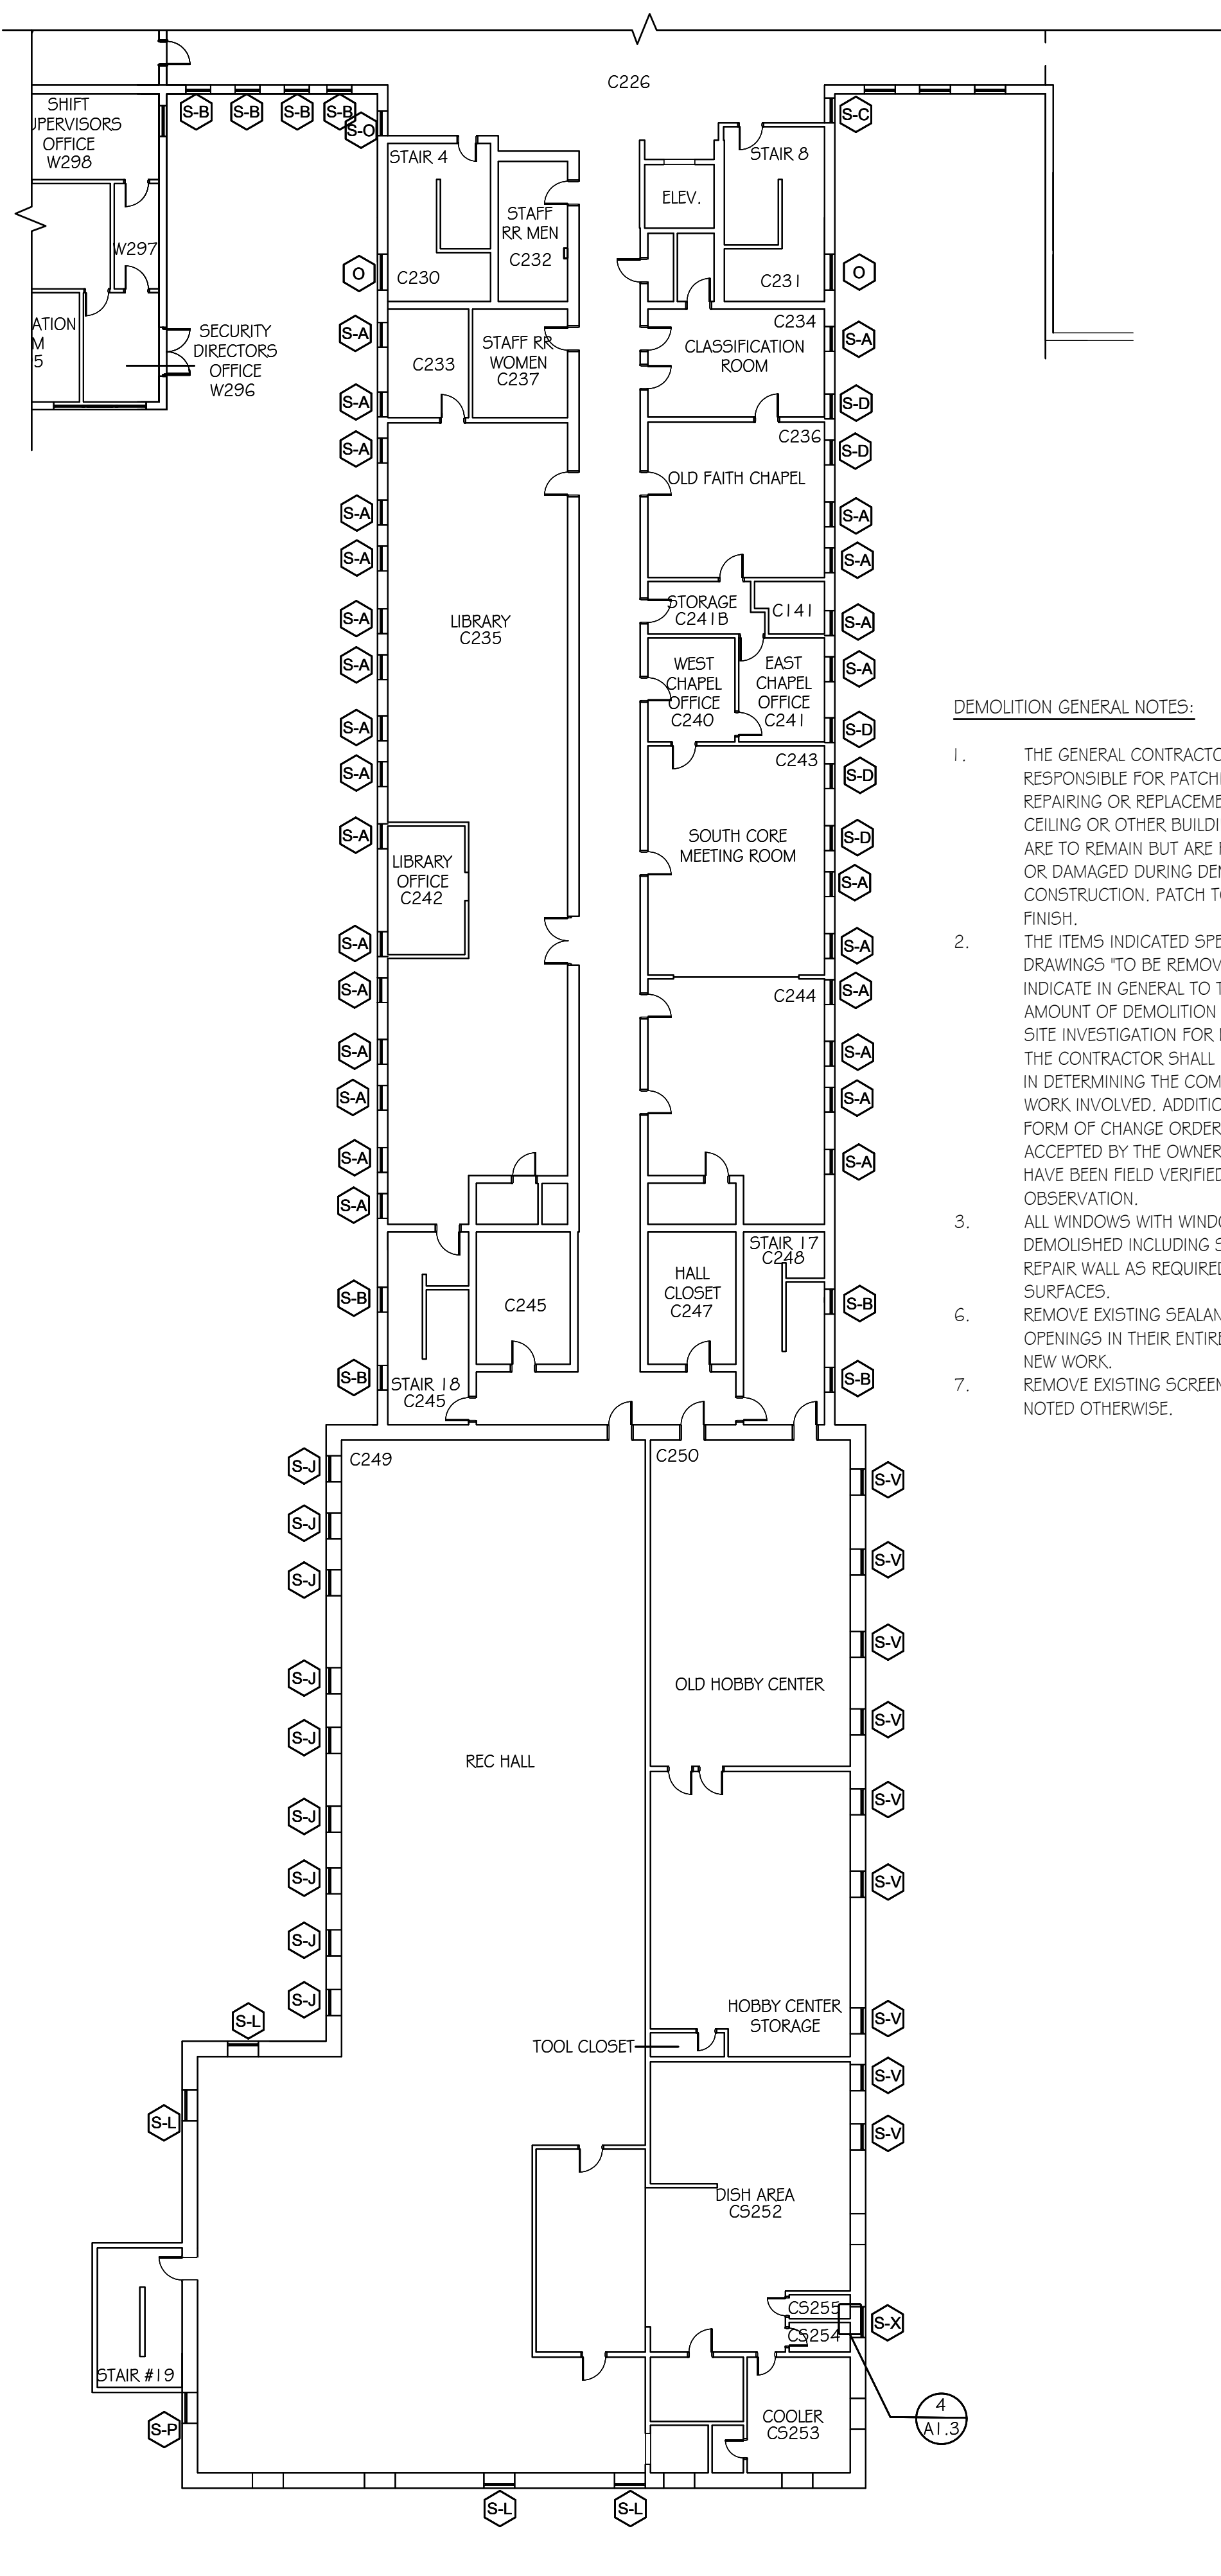 C226
SHIFT
UPERVISORS
OFFICE
W298
S-B
S-B
S-B
S-B
S-O
S-C
STAIR 4
STAIR 8
ELEV.
STAFF
RR MEN
C232
W297
O
C230
C231
O
ATION
M
5
SECURITY
DIRECTORS
OFFICE
W296
S-A
C233
STAFF RR
WOMEN
C237
C234
CLASSIFICATION
ROOM
S-A
S-A
S-D
S-A
C236
S-D
OLD FAITH CHAPEL
S-A
S-A
S-A
S-A
S-A
LIBRARY
C235
STORAGE
C241B
C141
S-A
S-A
WEST
CHAPEL
OFFICE
C240
EAST
CHAPEL
OFFICE
C241
S-A
S-A
S-D
S-A
C243
S-D
S-A
SOUTH CORE
MEETING ROOM
S-D
LIBRARY
OFFICE
C242
S-A
S-A
S-A
S-A
C244
S-A
S-A
S-A
S-A
S-A
S-A
S-A
S-A
STAIR 17
C248
S-B
C245
HALL
CLOSET
C247
S-B
S-B
STAIR 18
C245
S-B
DEMOLITION GENERAL NOTES:
1. THE GENERAL CONTRACTO
RESPONSIBLE FOR PATCHI
REPAIRING OR REPLACEME
CEILING OR OTHER BUILDI
ARE TO REMAIN BUT ARE
OR DAMAGED DURING DE
CONSTRUCTION. PATCH TO
FINISH.
2. THE ITEMS INDICATED SPE
DRAWINGS "TO BE REMOV
INDICATE IN GENERAL TO T
AMOUNT OF DEMOLITION
SITE INVESTIGATION FOR
THE CONTRACTOR SHALL
IN DETERMINING THE COM
WORK INVOLVED. ADDITIO
FORM OF CHANGE ORDER
ACCEPTED BY THE OWNER
HAVE BEEN FIELD VERIFIED
OBSERVATION.
3. ALL WINDOWS WITH WINDO
DEMOLISHED INCLUDING S
REPAIR WALL AS REQUIRED
SURFACES.
6. REMOVE EXISTING SEALAN
OPENINGS IN THEIR ENTIRE
NEW WORK.
7. REMOVE EXISTING SCREEN
NOTED OTHERWISE.
S-J
C249
C250
S-V
S-J
S-V
S-J
S-V
S-J
OLD HOBBY CENTER
S-V
S-J
REC HALL
S-V
S-J
S-J
S-V
S-J
S-J
S-L
HOBBY CENTER
STORAGE
S-V
TOOL CLOSET
S-V
S-L
S-V
DISH AREA
CS252
CS255
CS254
S-X
STAIR #19
S-P
COOLER
CS253
4
A1.3
S-L
S-L